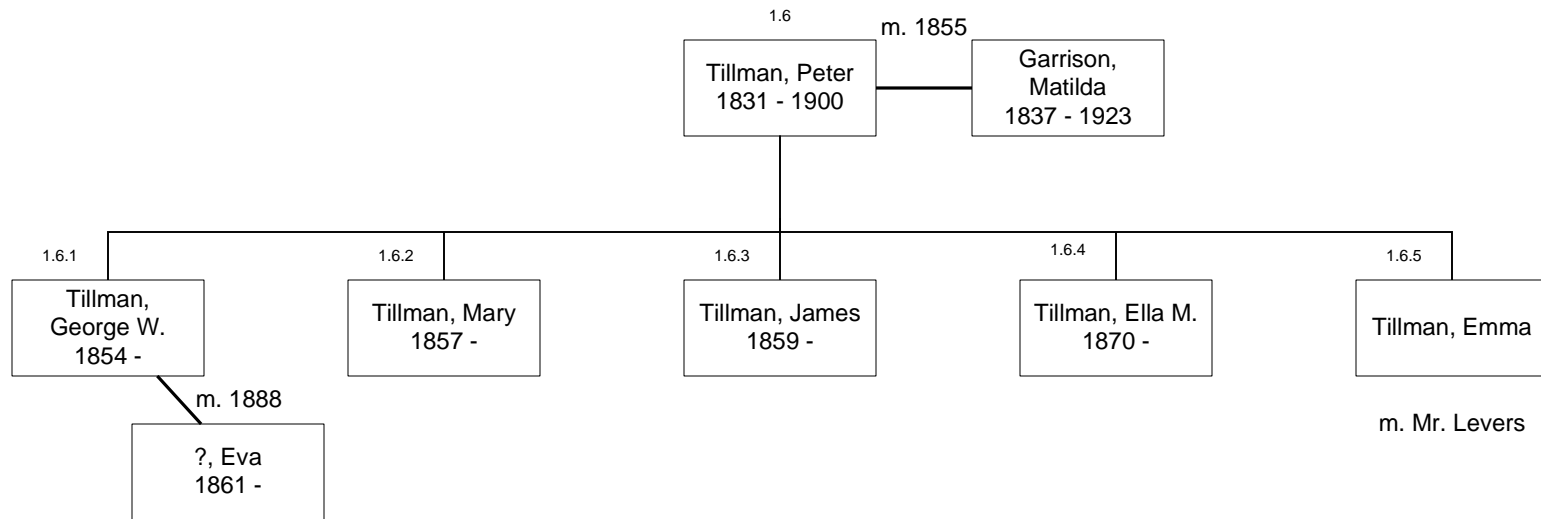 1.6
m. 1855
Tillman, Peter
1831 - 1900
Garrison,
Matilda
1837 - 1923
1.6.1
1.6.2
1.6.3
1.6.4
1.6.5
Tillman,
George W.
1854 -
Tillman, Mary
1857 -
Tillman, James
1859 -
Tillman, Ella M.
1870 -
Tillman, Emma
m. 1888
m. Mr. Levers
?, Eva
1861 -